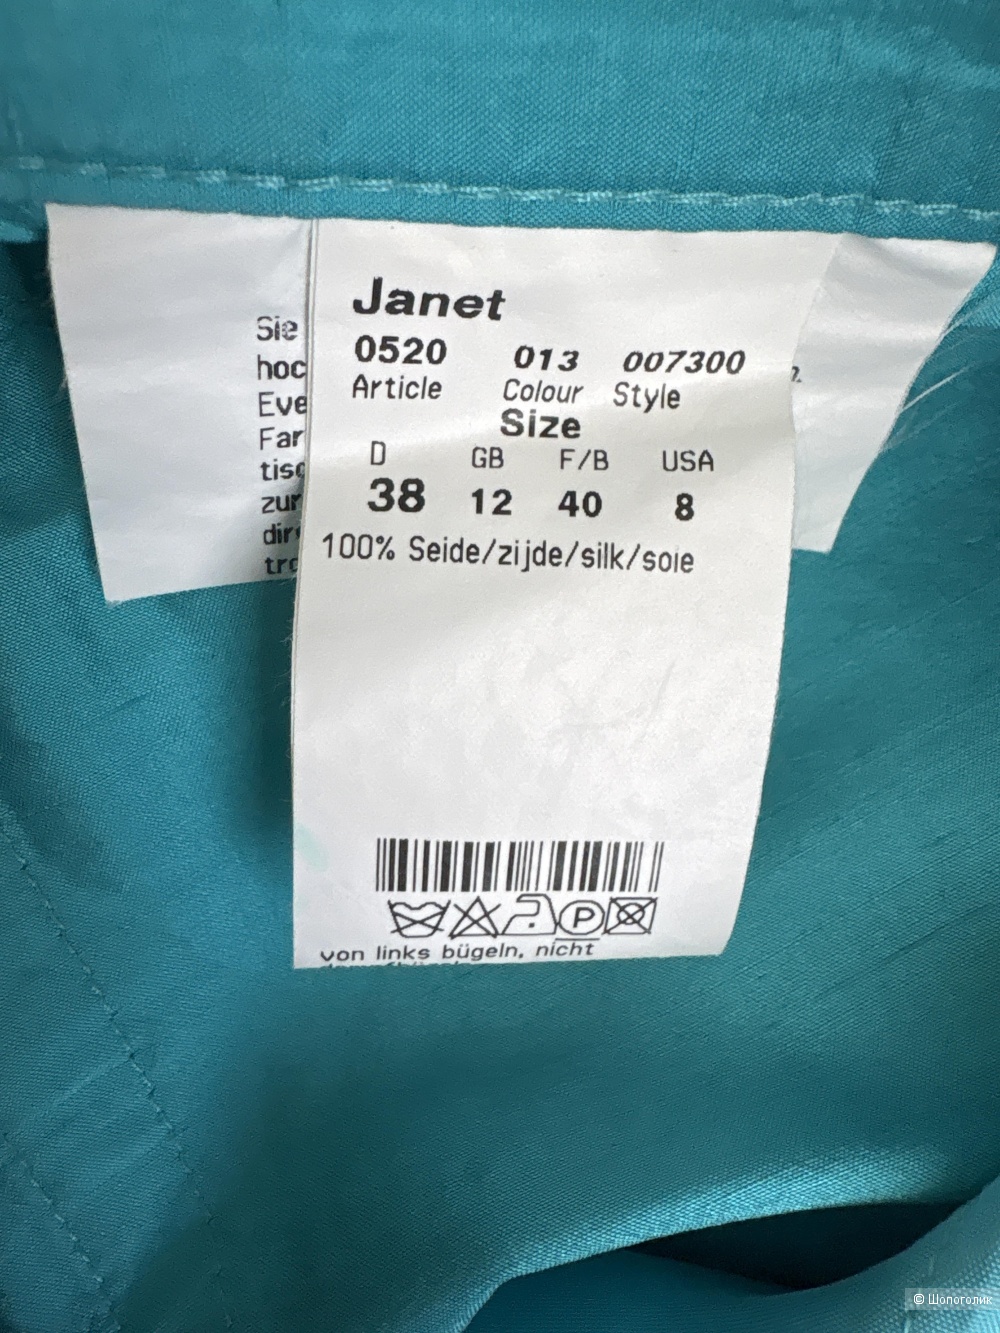 Janet
0520 013 007300
Article Colour Style
Size
D GB F/B USA
38 12 40 8
100% Seide/zijde/silk/soie
P
von links bügeln, nicht
Sie
hoc
Eve
Far
tisc
zur
dir
tro
© Шопоголик